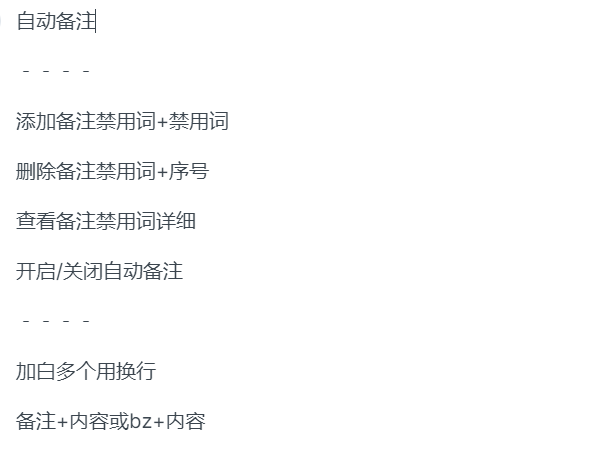 自动备注
- - - -
添加备注禁用词+禁用词
删除备注禁用词+序号
查看备注禁用词详细
开启/关闭自动备注
- - - -
加白多个用换行
备注+内容或bz+内容